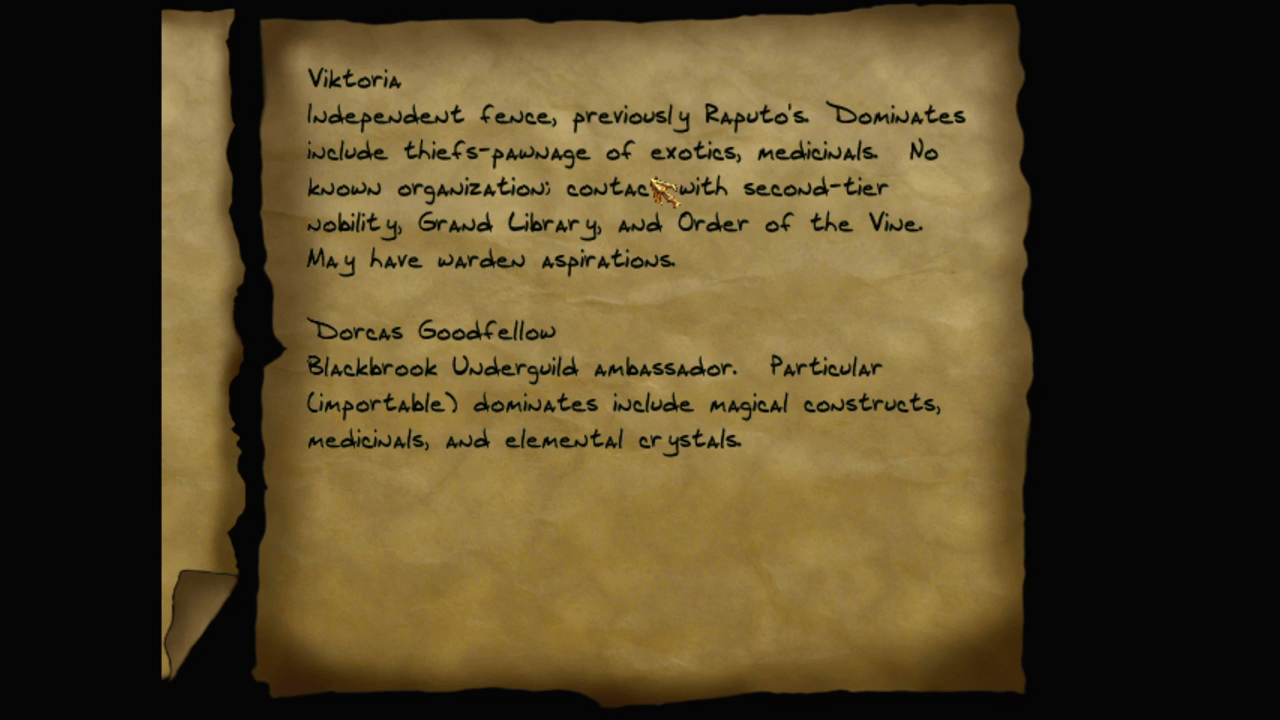 Viktoria
Independent fence, previously Raputo's. Dominates
include thiefs-pawnage of exotics, medicinals. No
known organization; contact with second-tier
nobility, Grand Library, and Order of the Vine.
May have warden aspirations.
Dorcas Goodfellow
Blackbrook Underguild ambassador. Particular
(importable) dominates include magical constructs,
medicinals, and elemental crystals.